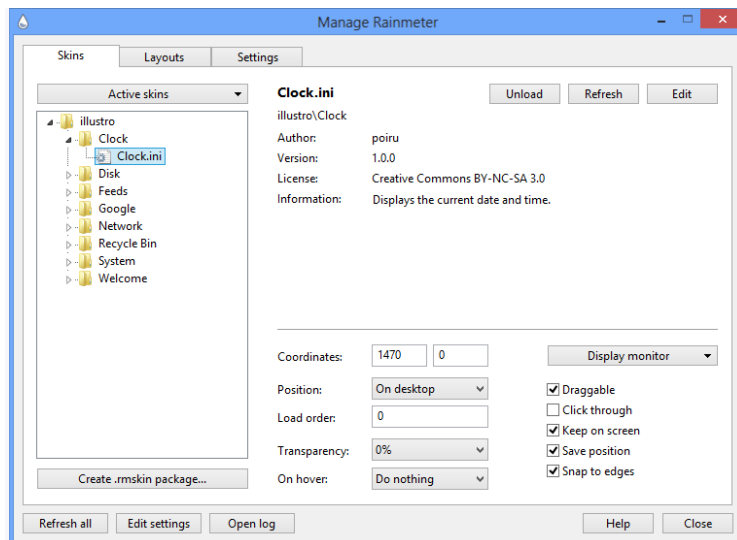 Manage Rainmeter
Skins
Layouts
Settings
Active skins
illustro
Clock
Clock.ini
Disk
Feeds
Google
Network
Recycle Bin
System
Welcome
Create .rmskin package...
Clock.ini
Unload
Refresh
Edit
illustro\Clock
Author: poiru
Version: 1.0.0
License: Creative Commons BY-NC-SA 3.0
Information: Displays the current date and time.
Coordinates: 1470 0
Display monitor
Position: On desktop
Load order: 0
Transparency: 0%
On hover: Do nothing
Draggable
Click through
Keep on screen
Save position
Snap to edges
Refresh all
Edit settings
Open log
Help
Close